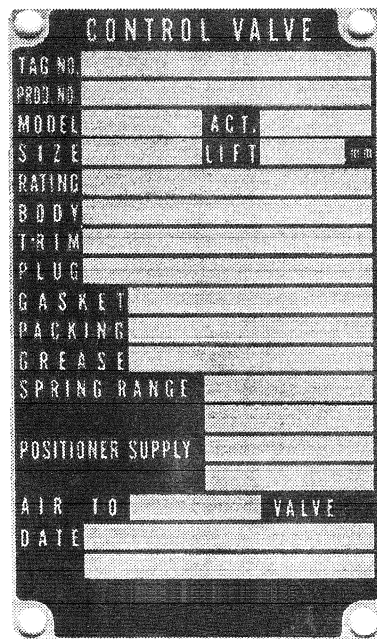 CONTROL VALVE
TAG NO.
PROD. NO.
MODEL ACT.
SIZE LIFT mm
RATING
BODY
TRIM
PLUG
GASKET
PACKING
GREASE
SPRING RANGE
POSITIONER SUPPLY
AIR TO VALVE
DATE